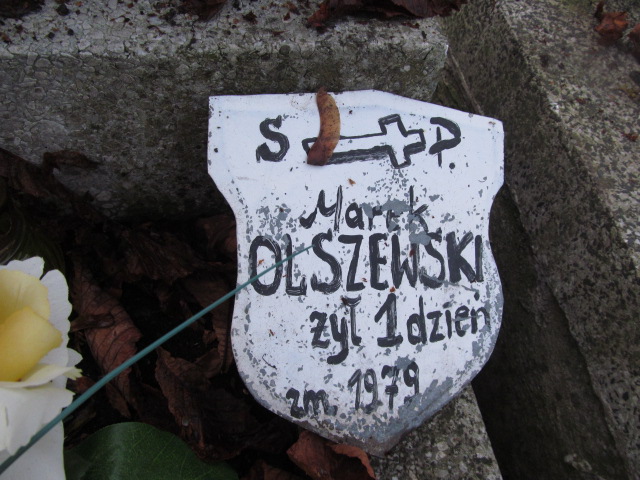 S P.
Marek
OLSZEWSKI
żył 1 dzień
zm 1979